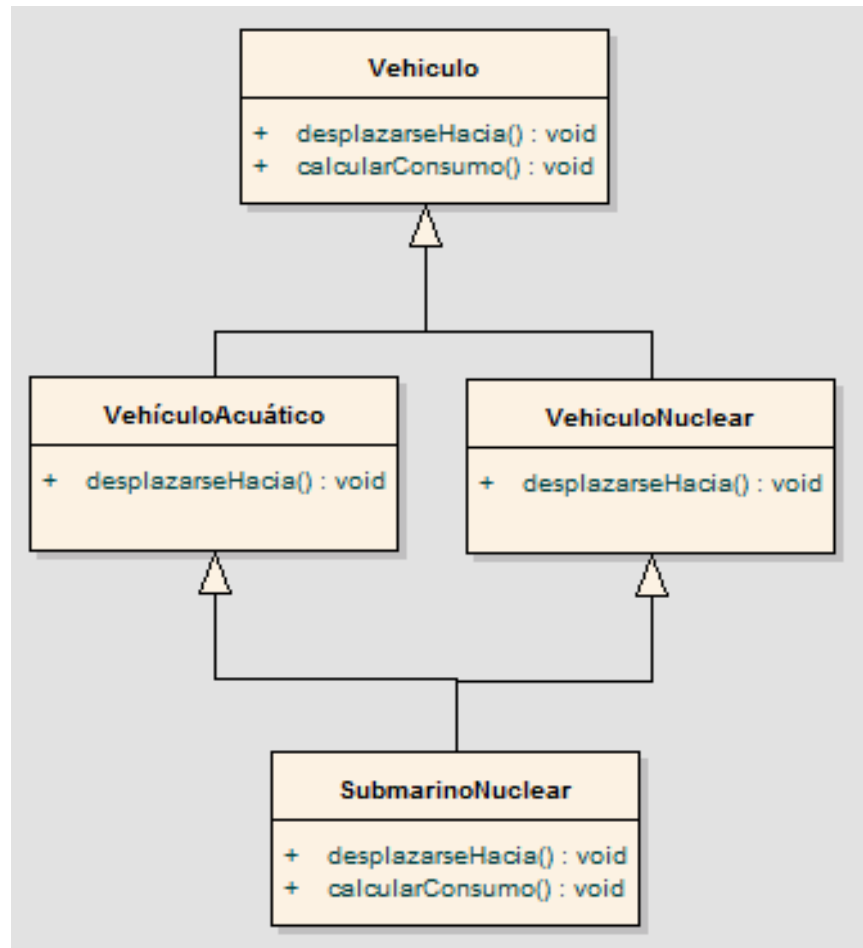 Vehiculo
+ desplazarseHacia() : void
+ calcularConsumo() : void
VehículoAcuático
+ desplazarseHacia() : void
VehiculoNuclear
+ desplazarseHacia() : void
SubmarinoNuclear
+ desplazarseHacia() : void
+ calcularConsumo() : void